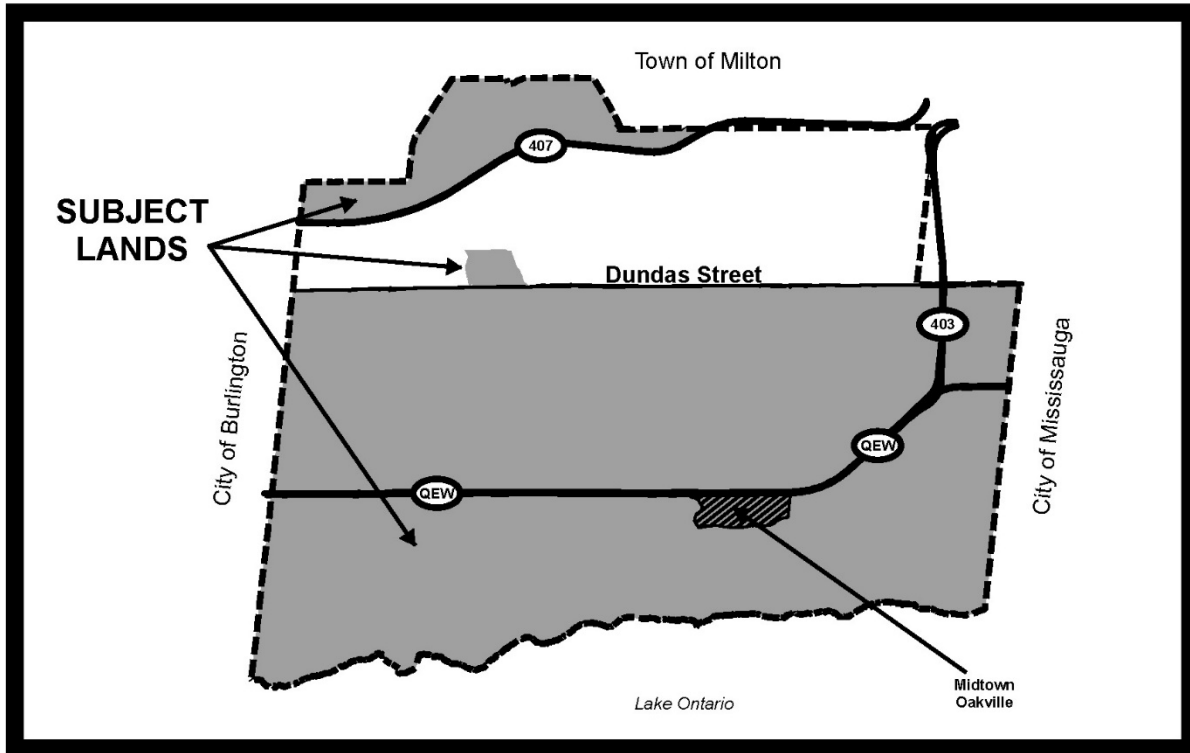 Town of Milton
407
SUBJECT
LANDS
Dundas Street
403
City of Burlington
City of Mississauga
QEW
QEW
Midtown
Oakville
Lake Ontario